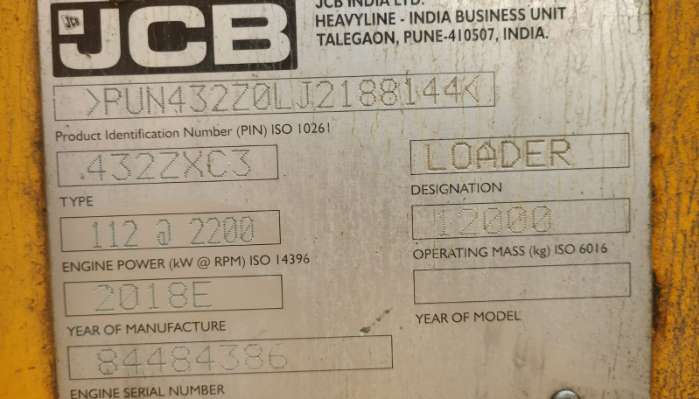 JCB
JCB
JCB INDIA LTD.
HEAVYLINE - INDIA BUSINESS UNIT
TALEGAON, PUNE-410507, INDIA.
>PUN432Z0LJ2188144<
Product Identification Number (PIN) ISO 10261
.432ZXC3
TYPE
LOADER
DESIGNATION
112 @ 2200
ENGINE POWER (kW @ RPM) ISO 14396
12000
OPERATING MASS (kg) ISO 6016
2018E
YEAR OF MANUFACTURE
YEAR OF MODEL
84484386
ENGINE SERIAL NUMBER